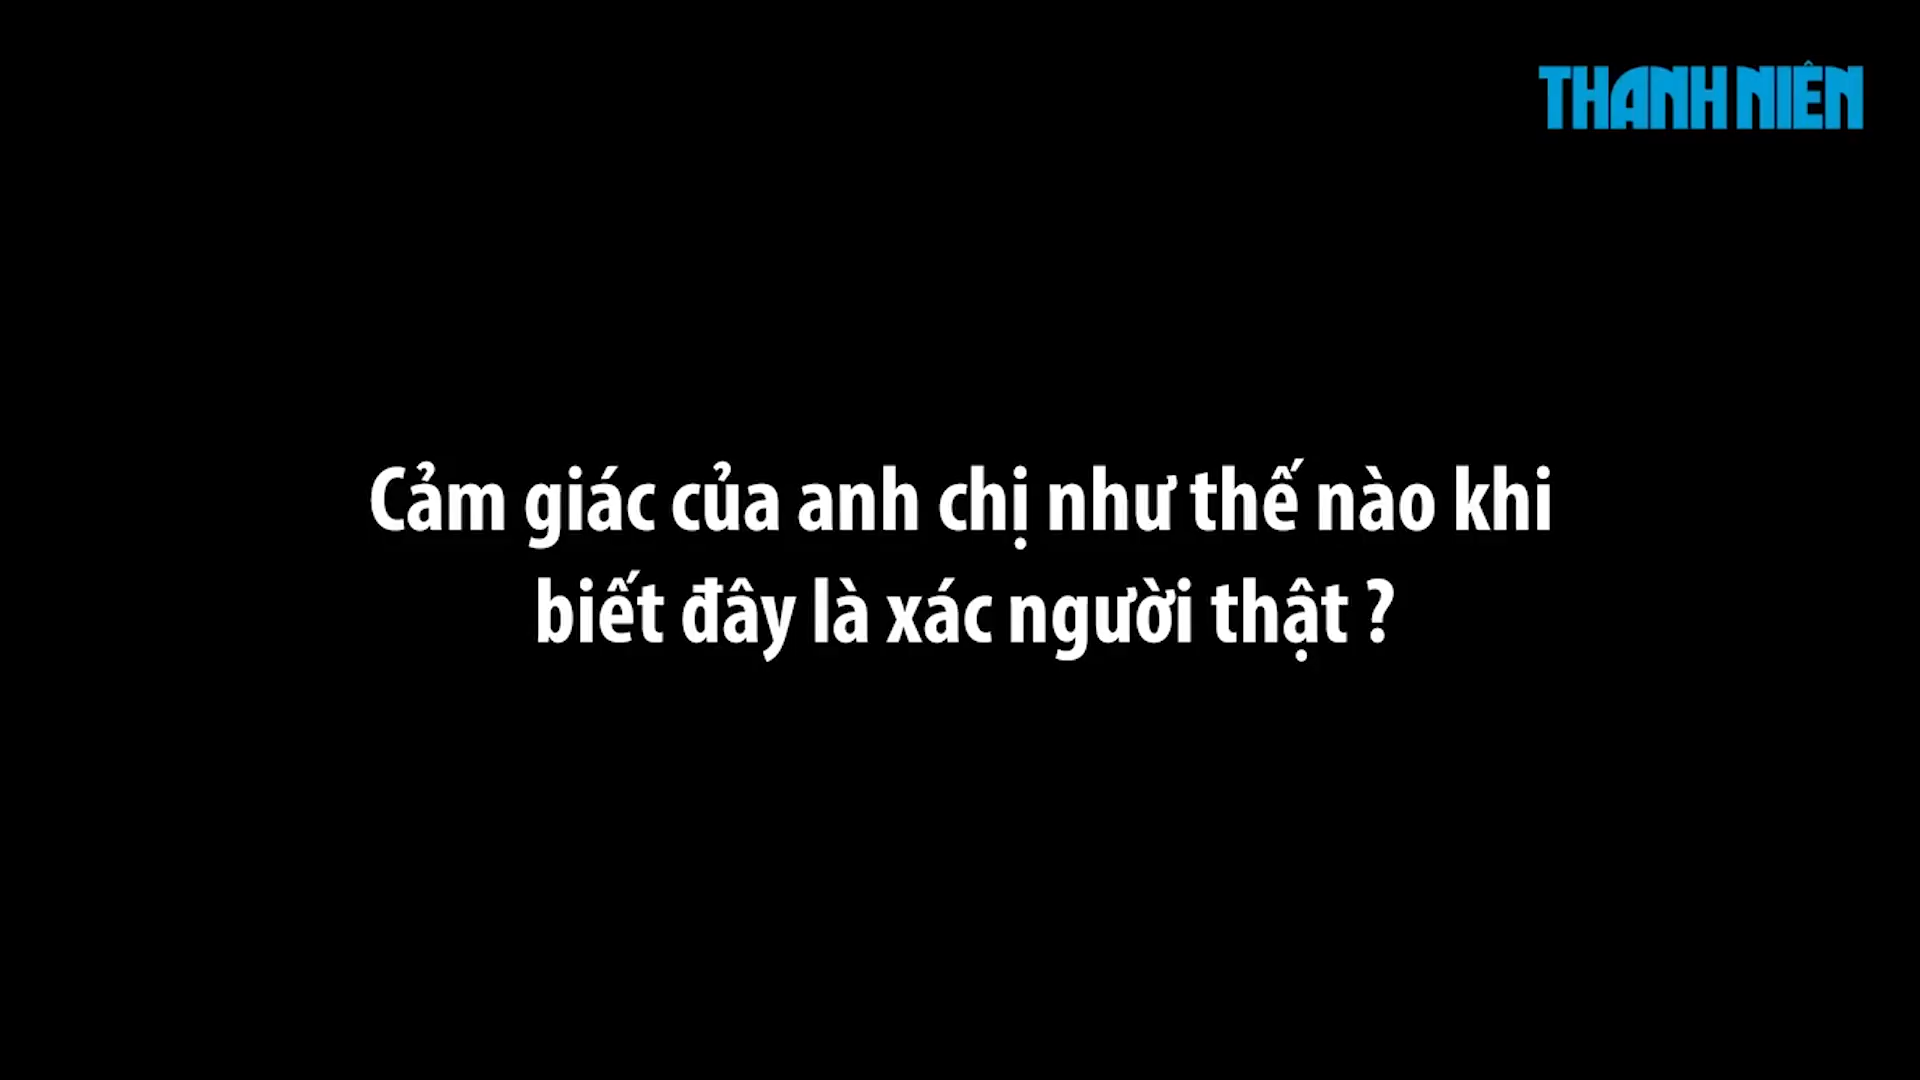 THANH NIÊN
Cảm giác của anh chị như thế nào khi
biết đây là xác người thật ?